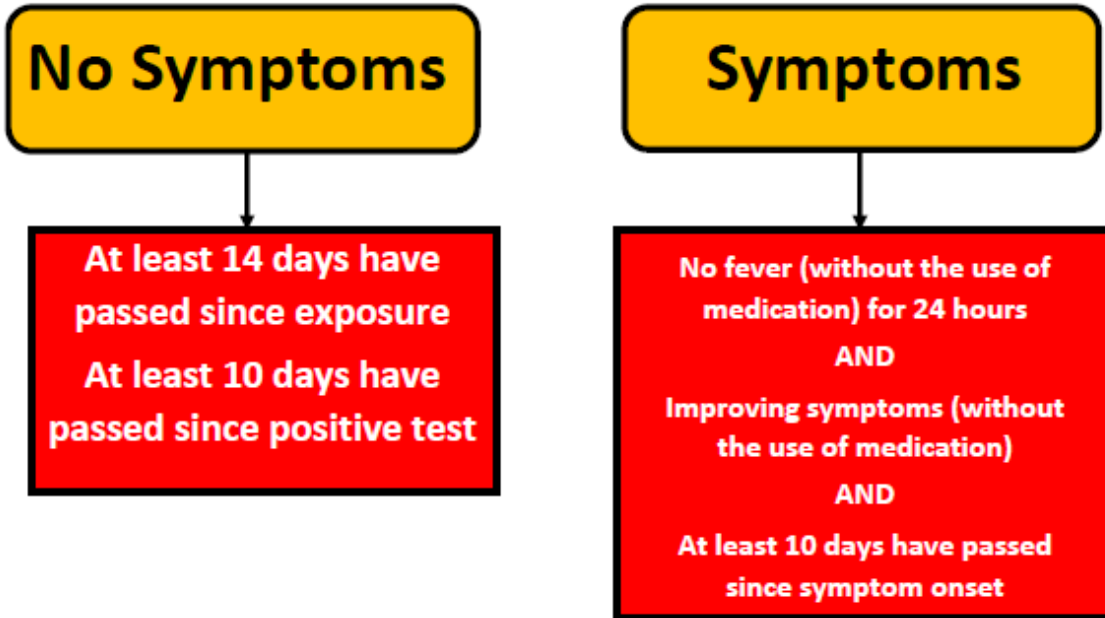 No Symptoms
At least 14 days have
passed since exposure
At least 10 days have
passed since positive test
Symptoms
No fever (without the use of
medication) for 24 hours
AND
Improving symptoms (without
the use of medication)
AND
At least 10 days have passed
since symptom onset